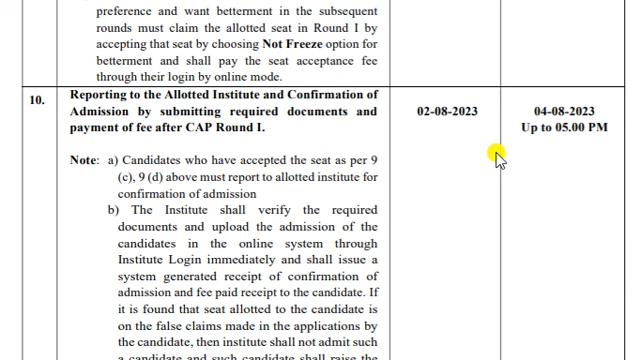 preference and want betterment in the subsequent
rounds must claim the allotted seat in Round I by
accepting that seat by choosing Not Freeze option for
betterment and shall pay the seat acceptance fee
through their login by online mode.
10. Reporting to the Allotted Institute and Confirmation of
Admission by submitting required documents and
payment of fee after CAP Round I.
02-08-2023
04-08-2023
Up to 05.00 PM
Note: a) Candidates who have accepted the seat as per 9
(c), 9 (d) above must report to allotted institute for
confirmation of admission
b) The Institute shall verify the required
documents and upload the admission of the
candidates in the online system through
Institute Login immediately and shall issue a
system generated receipt of confirmation of
admission and fee paid receipt to the candidate. If
it is found that seat allotted to the candidate is
on the false claims made in the applications by
the candidate, then institute shall not admit such
a candidate and such candidate shall raise the